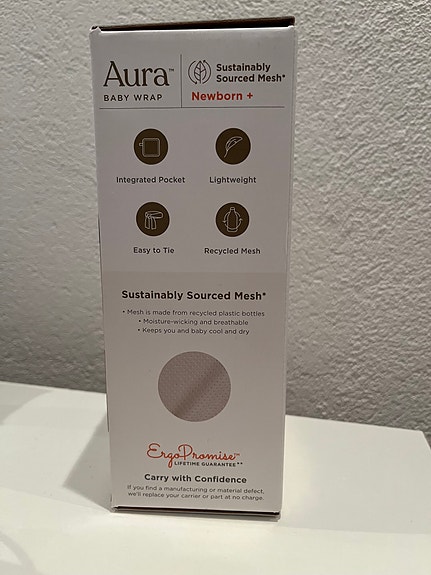 Aura™
BABY WRAP
Sustainably
Sourced Mesh*
Newborn +
Integrated Pocket
Lightweight
Easy to Tie
Recycled Mesh
Sustainably Sourced Mesh*
• Mesh is made from recycled plastic bottles
• Moisture-wicking and breathable
• Keeps you and baby cool and dry
ErgoPromise™
LIFETIME GUARANTEE**
Carry with Confidence
If you find a manufacturing or material defect,
we'll replace your carrier or part at no charge.